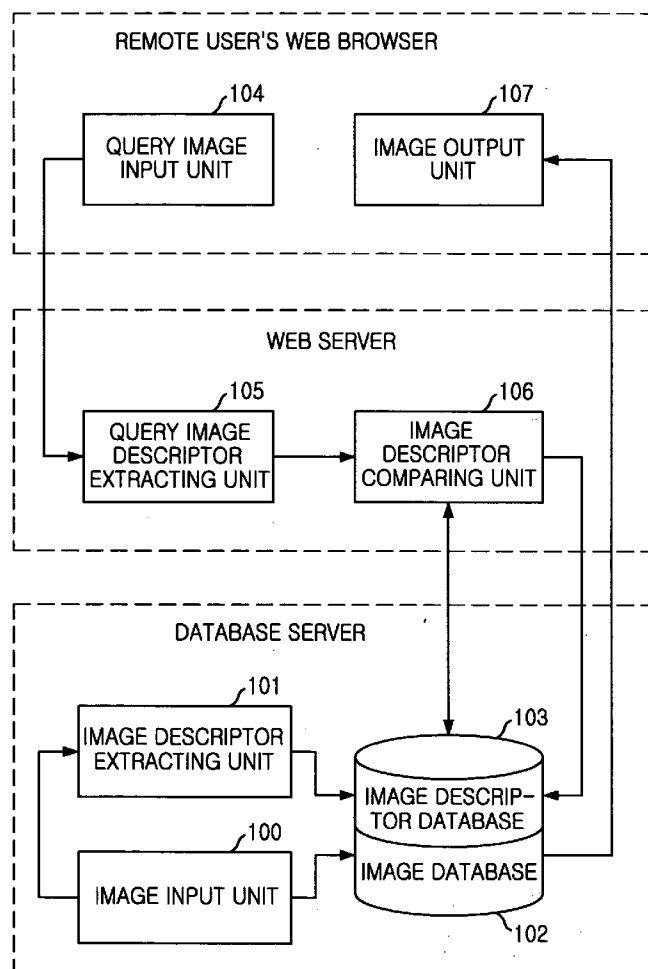 REMOTE USER'S WEB BROWSER
104
QUERY IMAGE
INPUT UNIT
107
IMAGE OUTPUT
UNIT
WEB SERVER
105
QUERY IMAGE
DESCRIPTOR
EXTRACTING UNIT
106
IMAGE
DESCRIPTOR
COMPARING UNIT
DATABASE SERVER
101
IMAGE DESCRIPTOR
EXTRACTING UNIT
103
IMAGE DESCRIP-
TOR DATABASE
100
IMAGE INPUT UNIT
IMAGE DATABASE
102